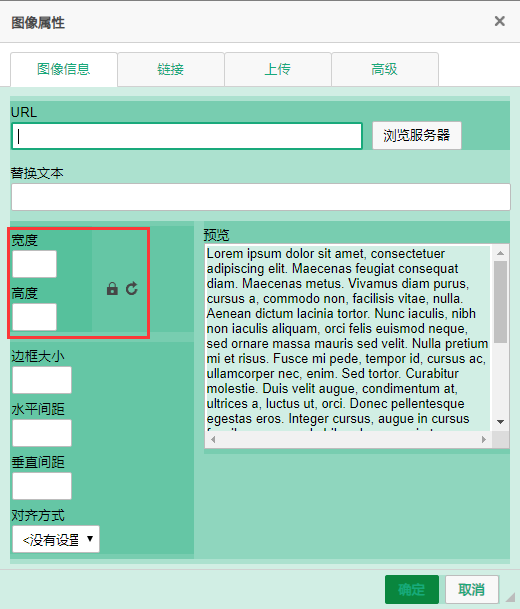 图像属性
图像信息
链接
上传
高级
URL
浏览服务器
替换文本
宽度
高度
边框大小
水平间距
垂直间距
对齐方式
<没有设置
预览
Lorem ipsum dolor sit amet, consectetuer
adipiscing elit. Maecenas feugiat consequat
diam. Maecenas metus. Vivamus diam purus,
cursus a, commodo non, facilisis vitae, nulla.
Aenean dictum lacinia tortor. Nunc iaculis, nibh
non iaculis aliquam, orci felis euismod neque,
sed ornare massa mauris sed velit. Nulla pretium
mi et risus. Fusce mi pede, tempor id, cursus ac,
ullamcorper nec, enim. Sed tortor. Curabitur
molestie. Duis velit augue, condimentum at,
ultrices a, luctus ut, orci. Donec pellentesque
egestas eros. Integer cursus, augue in cursus
确定
取消